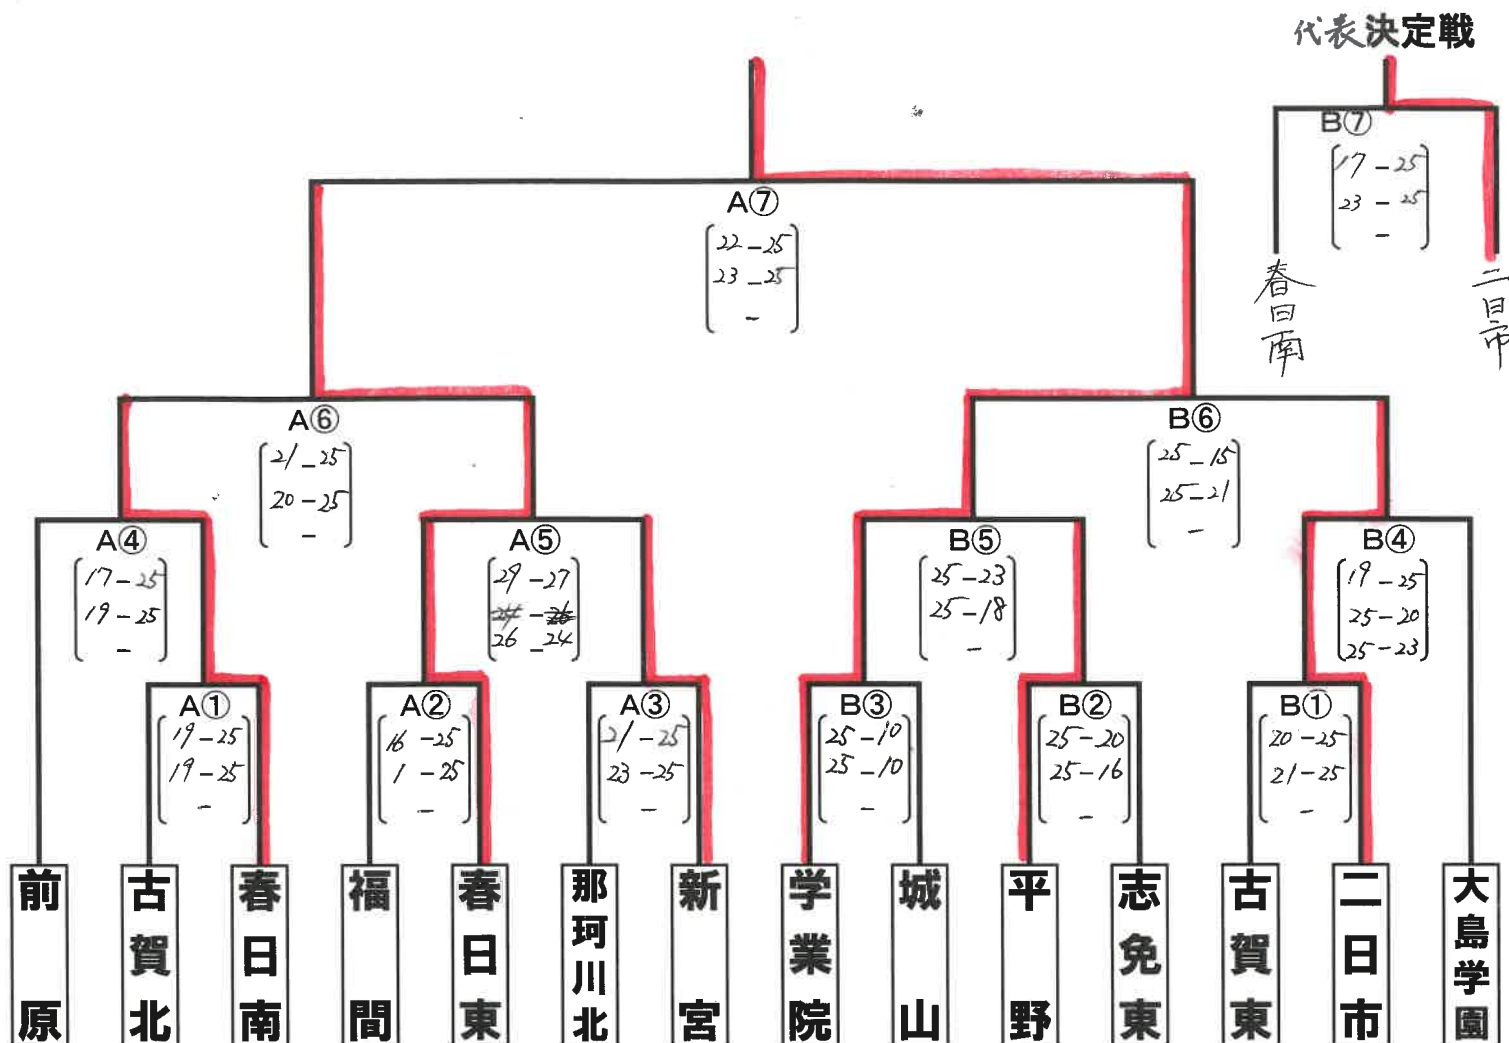 代表決定戦
B⑦
17 - 25
23 - 25
-
春日南
二日市
A⑦
22 - 25
23 - 25
-
A⑥
21 - 25
20 - 25
-
B⑥
25 - 15
25 - 21
-
A④
17 - 25
19 - 25
-
A⑤
29 - 27
24 - 26
26 - 24
B⑤
25 - 23
25 - 18
-
B④
19 - 25
25 - 20
25 - 23
A①
19 - 25
19 - 25
-
A②
16 - 25
1 - 25
-
A③
21 - 25
23 - 25
-
B③
25 - 10
25 - 10
-
B②
25 - 20
25 - 16
-
B①
20 - 25
21 - 25
-
前原
古賀北
春日南
福間
春日東
那珂川北
新宮
学業院
城山
平野
志免東
古賀東
二日市
大島学園